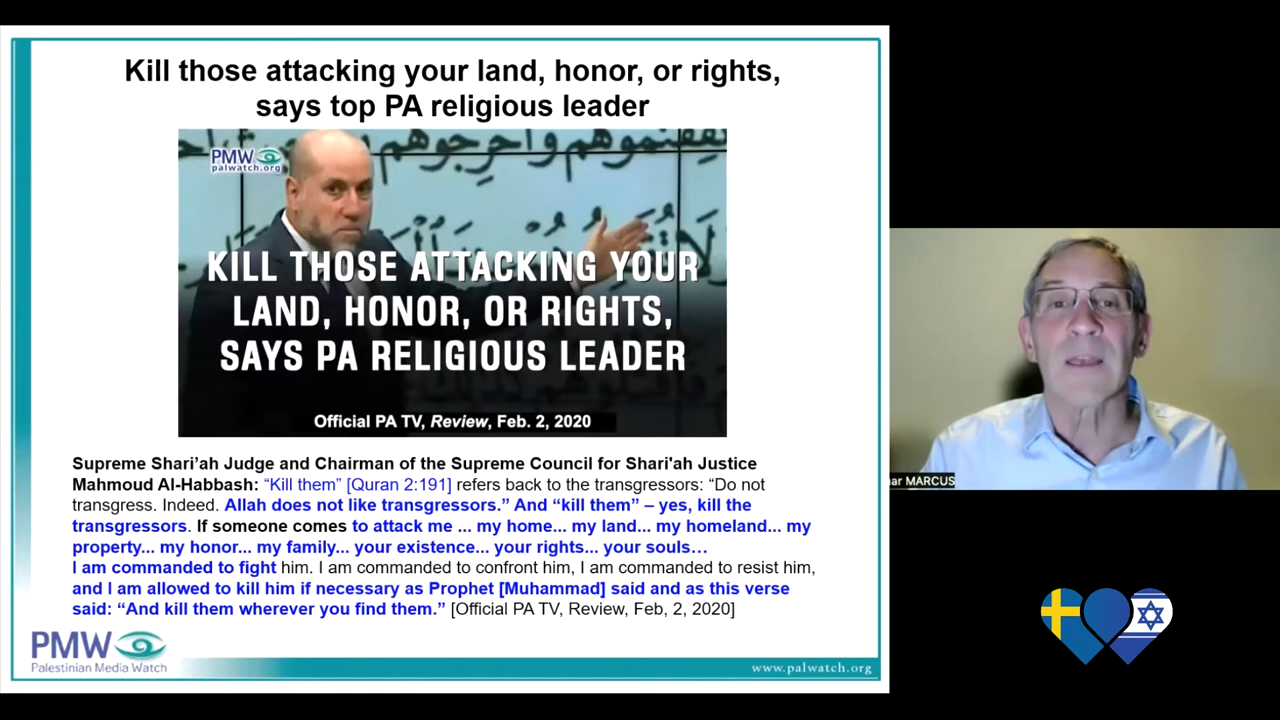 Kill those attacking your land, honor, or rights,
says top PA religious leader
PMW
palwatch.org
KILL THOSE ATTACKING YOUR
LAND, HONOR, OR RIGHTS,
SAYS PA RELIGIOUS LEADER
Official PA TV, Review, Feb. 2, 2020
Supreme Shari’ah Judge and Chairman of the Supreme Council for Shari'ah Justice
Mahmoud Al-Habbash: “Kill them” [Quran 2:191] refers back to the transgressors: “Do not
transgress. Indeed. Allah does not like transgressors.” And “kill them” – yes, kill the
transgressors. If someone comes to attack me ... my home... my land... my homeland... my
property... my honor... my family... your existence... your rights... your souls…
I am commanded to fight him. I am commanded to confront him, I am commanded to resist him,
and I am allowed to kill him if necessary as Prophet [Muhammad] said and as this verse
said: “And kill them wherever you find them.” [Official PA TV, Review, Feb, 2, 2020]
PMW
Palestinian Media Watch
www.palwatch.org
MARCUS